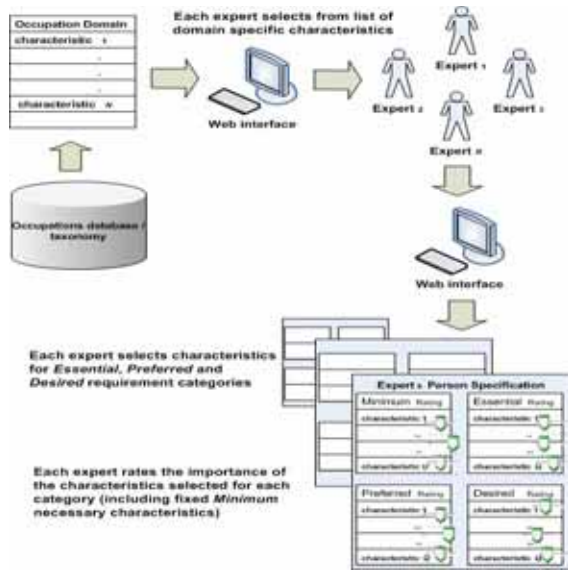 Each expert selects from list of
domain specific characteristics
Occupation Domain
characteristic 1
.
.
.
characteristic N
Web interface
Expert 1
Expert 2
Expert 3
Expert
Occupations database /
taxonomy
Web interface
Each expert selects characteristics
for Essential, Preferred and
Desired requirement categories
Each expert rates the importance of
the characteristics selected for each
category (including fixed Minimum
necessary characteristics)
Person Specification
Minimum Rating
characteristic 1
...
...
characteristic
Essential Rating
characteristic 1
...
...
characteristic
Preferred Rating
characteristic 1
...
...
characteristic
Desired Rating
characteristic 1
...
...
characteristic